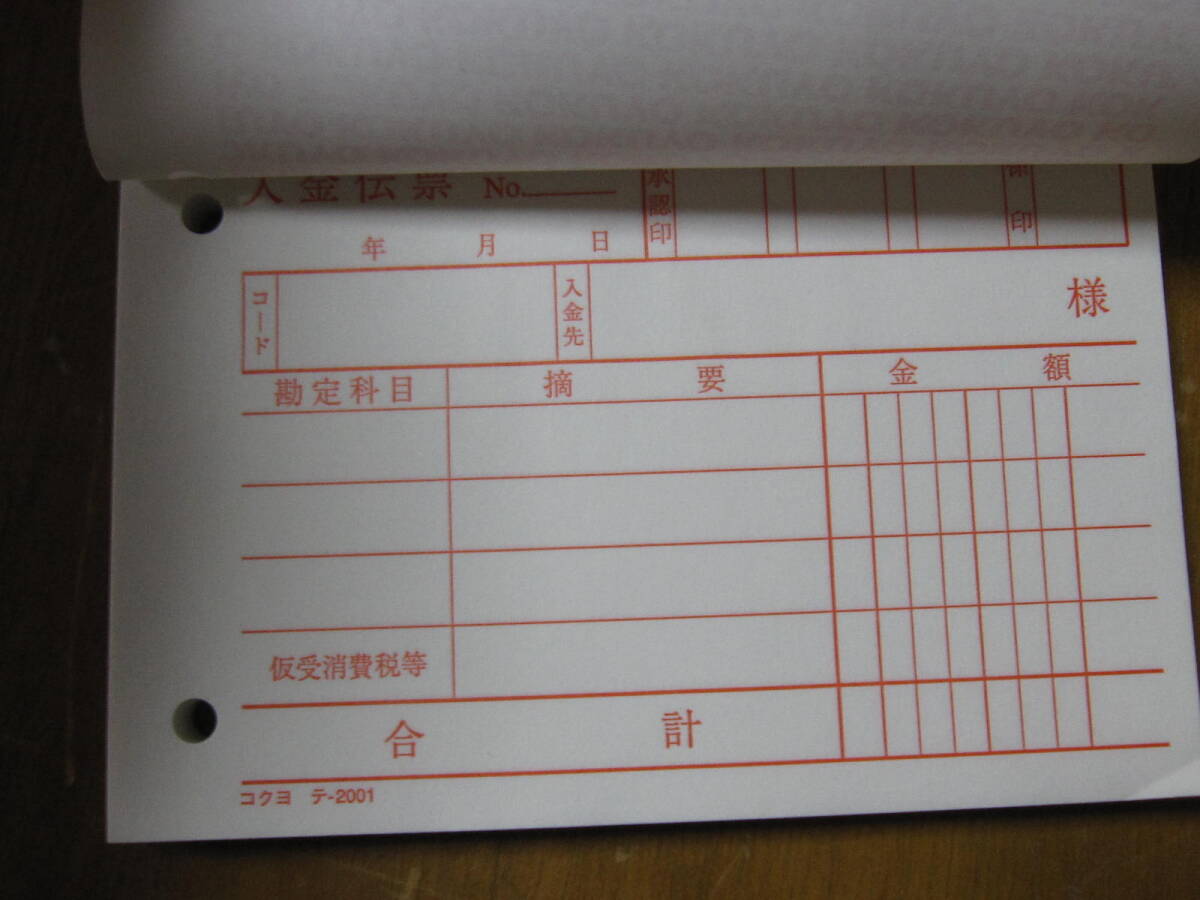 入金伝票 No.
承認印
係印
年 月 日
コード
入金先
様
勘定科目 摘要 金額
仮受消費税等
合計
コクヨ テ-2001